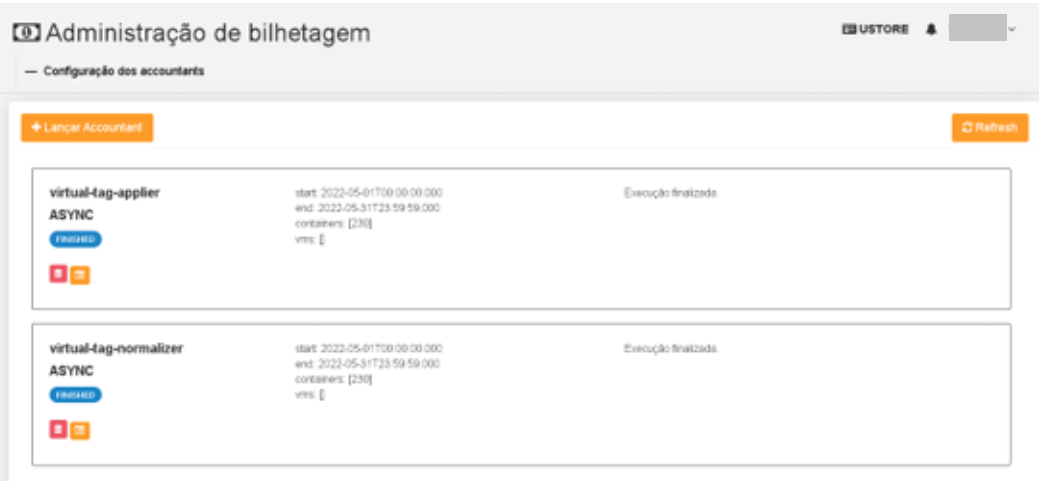 Administração de bilhetagem
USTORE
— Configuração dos accountants
+ Lançar Accountant
Refresh
virtual-tag-applier
ASYNC
FINISHED
start: 2022-05-01T00:00:00.000
end: 2022-05-31T23:59:59.000
containers: [230]
vms: []
Execução finalizada.
virtual-tag-normalizer
ASYNC
FINISHED
start: 2022-05-01T00:00:00.000
end: 2022-05-31T23:59:59.000
containers: [230]
vms: []
Execução finalizada.